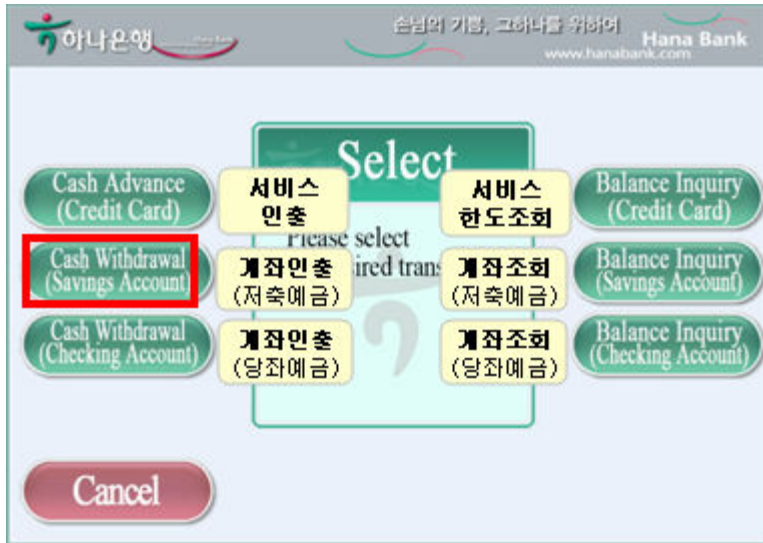 하나은행
손님의 기쁨, 그 하나를 위하여
Hana Bank
www.hanabank.com
Select
Cash Advance
(Credit Card)
서비스
인출
서비스
한도조회
Balance Inquiry
(Credit Card)
Please select
Cash Withdrawal
(Savings Account)
계좌인출
(저축예금)
ired trans
계좌조회
(저축예금)
Balance Inquiry
(Savings Account)
Cash Withdrawal
(Checking Account)
계좌인출
(당좌예금)
계좌조회
(당좌예금)
Balance Inquiry
(Checking Account)
Cancel